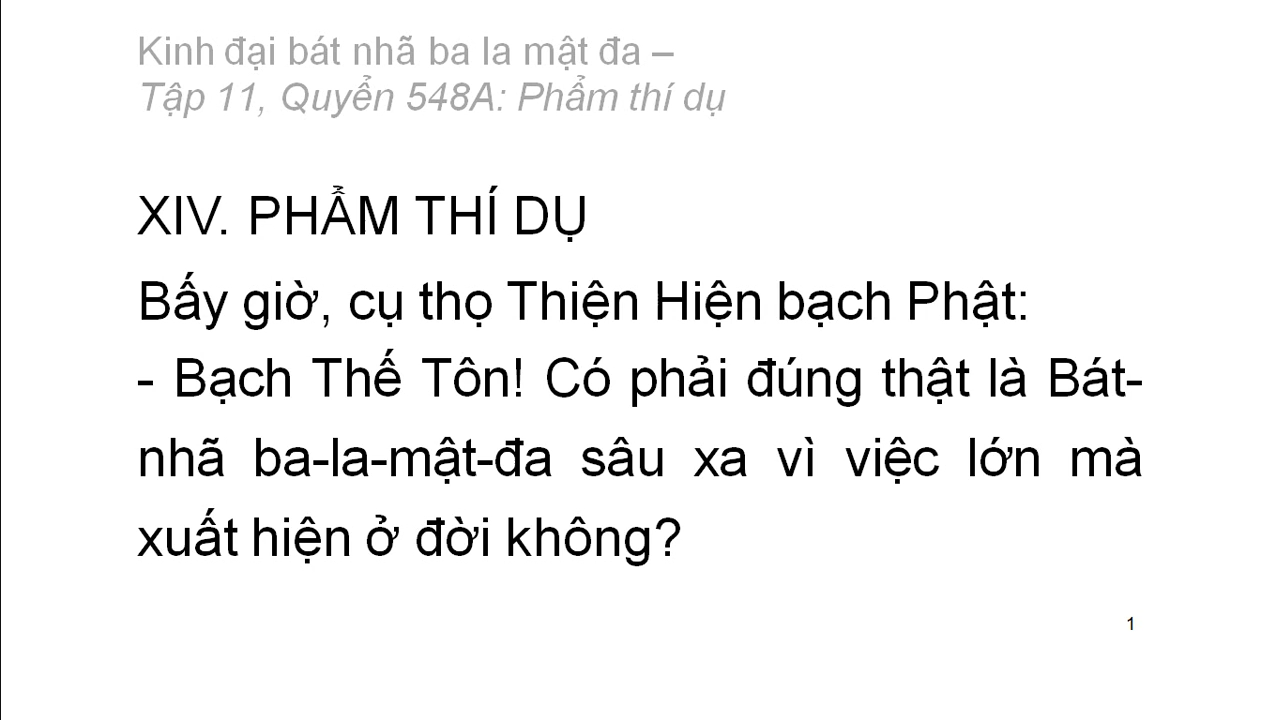 Kinh đại bát nhã ba la mật đa –
Tập 11, Quyển 548A: Phẩm thí dụ
XIV. PHẨM THÍ DỤ
Bấy giờ, cụ thọ Thiện Hiện bạch Phật:
- Bạch Thế Tôn! Có phải đúng thật là Bát-
nhã ba-la-mật-đa sâu xa vì việc lớn mà
xuất hiện ở đời không?
1